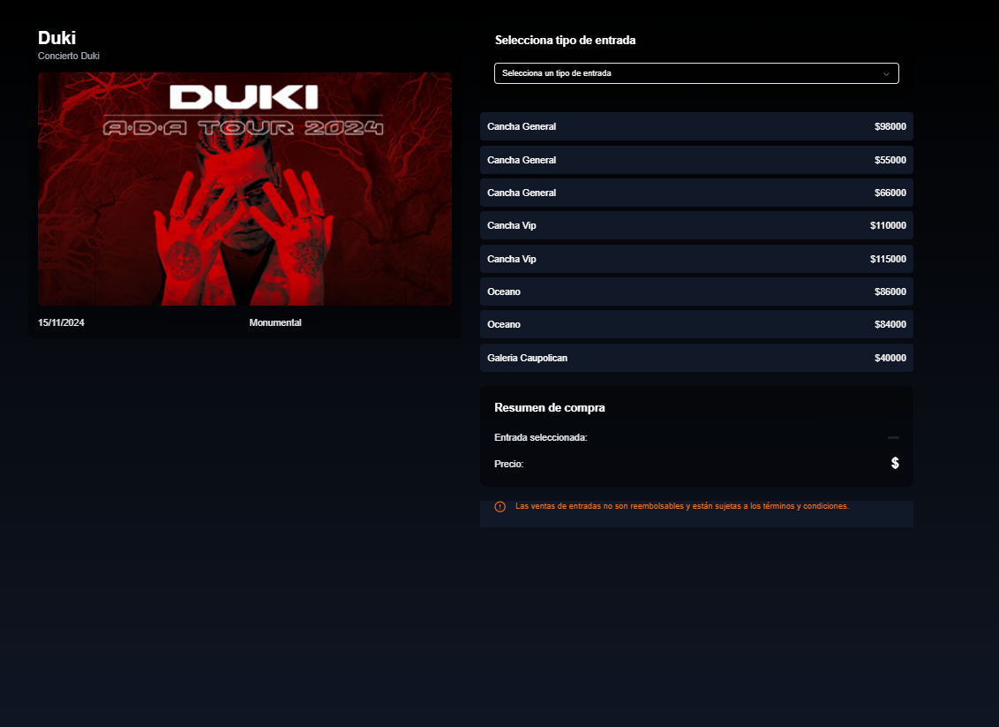 Duki
Concierto Duki
DUKI
A·D·A TOUR 2024
15/11/2024
Monumental
Selecciona tipo de entrada
Selecciona un tipo de entrada
Cancha General $98000
Cancha General $55000
Cancha General $66000
Cancha Vip $110000
Cancha Vip $115000
Oceano $86000
Oceano $84000
Galeria Caupolican $40000
Resumen de compra
Entrada seleccionada:
Precio: $
Las ventas de entradas no son reembolsables y están sujetas a los términos y condiciones.